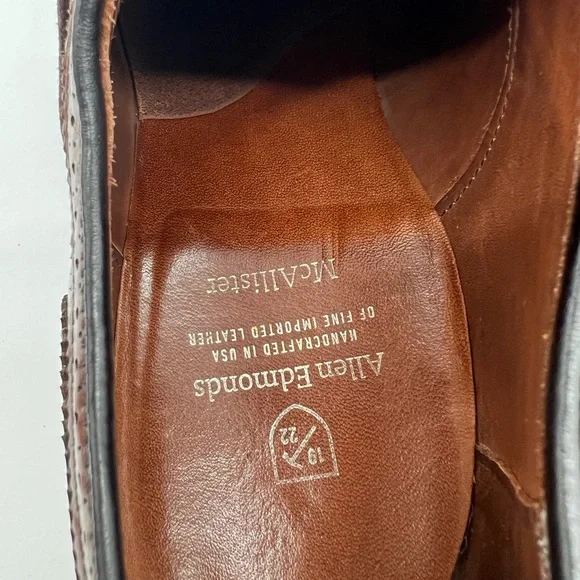 19
22
Allen Edmonds
HANDCRAFTED IN USA
OF FINE IMPORTED LEATHER
McAllister